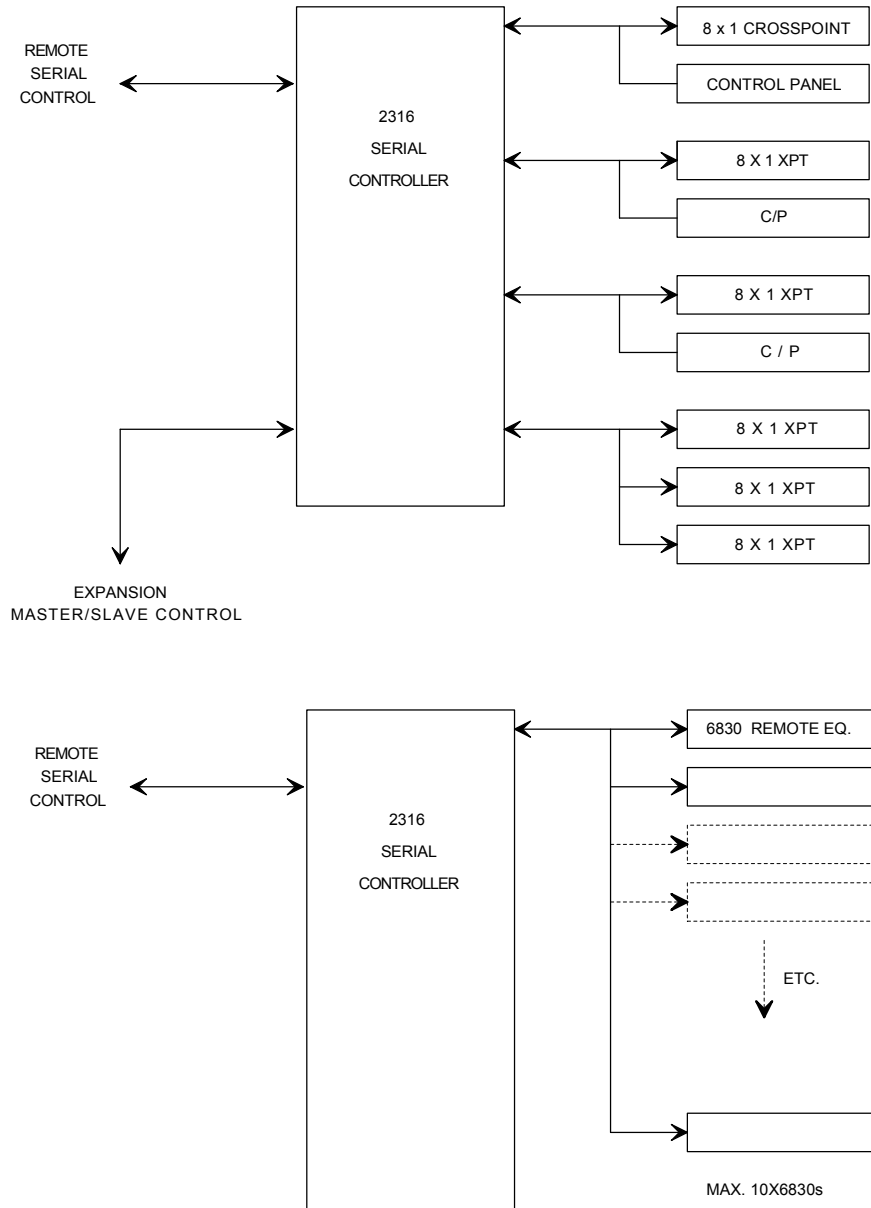 REMOTE
SERIAL
CONTROL
2316
SERIAL
CONTROLLER
8 x 1 CROSSPOINT
CONTROL PANEL
8 X 1 XPT
C/P
8 X 1 XPT
C / P
8 X 1 XPT
8 X 1 XPT
8 X 1 XPT
EXPANSION
MASTER/SLAVE CONTROL
REMOTE
SERIAL
CONTROL
2316
SERIAL
CONTROLLER
6830 REMOTE EQ.
ETC.
MAX. 10X6830s